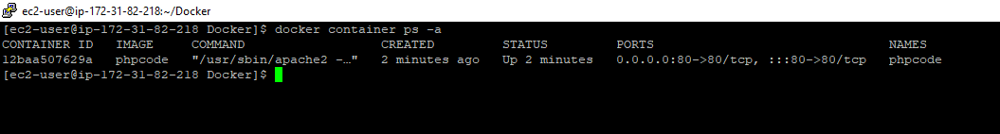 ec2-user@ip-172-31-82-218:~/Docker
[ec2-user@ip-172-31-82-218 Docker]$ docker container ps -a
CONTAINER ID IMAGE COMMAND CREATED STATUS PORTS NAMES
12baa507629a phpcode "/usr/sbin/apache2 -…" 2 minutes ago Up 2 minutes 0.0.0.0:80->80/tcp, :::80->80/tcp phpcode
[ec2-user@ip-172-31-82-218 Docker]$